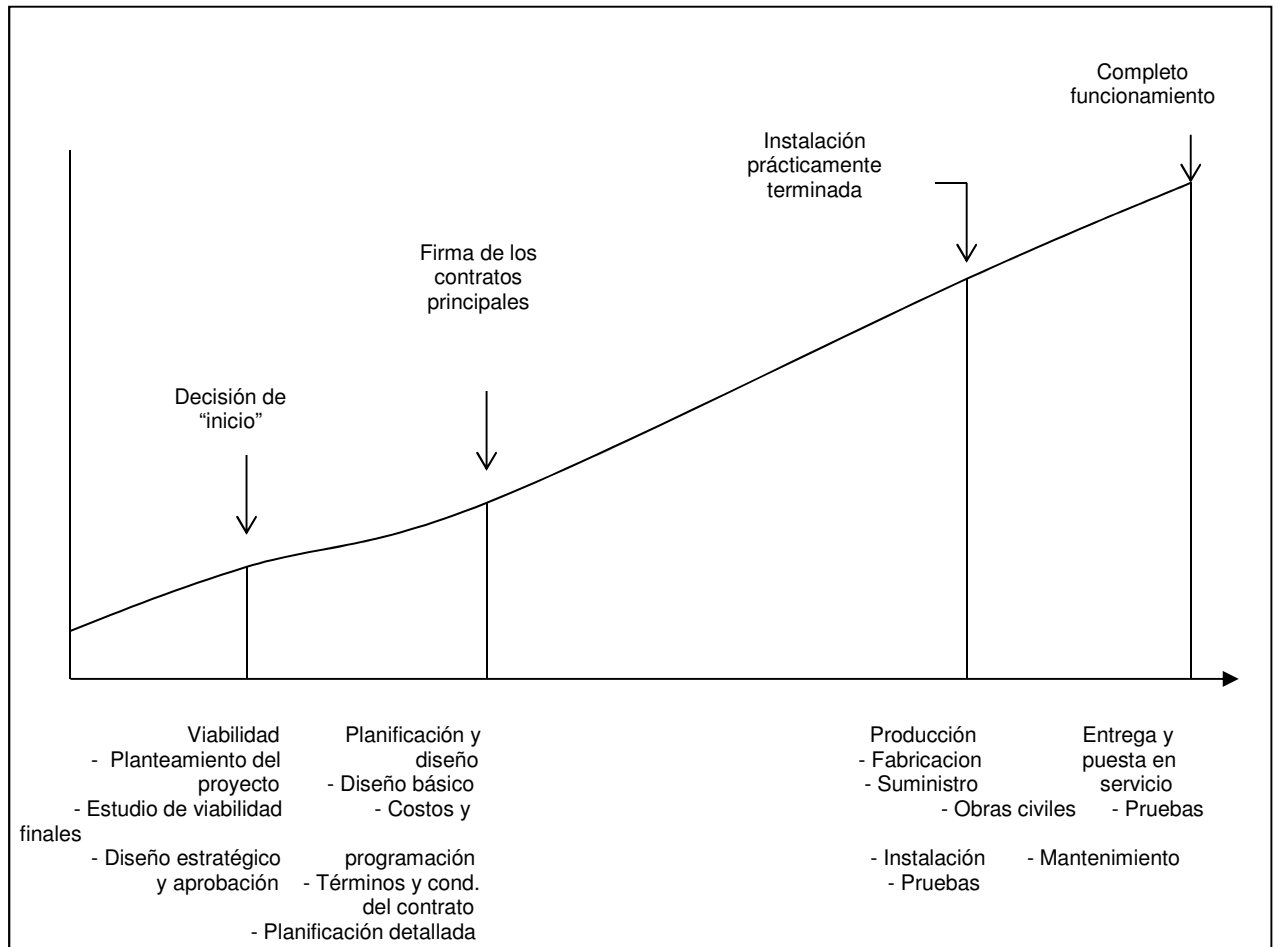 Completo
funcionamiento
Instalación
prácticamente
terminada
Firma de los
contratos
principales
Decisión de
“inicio”
Viabilidad
- Planteamiento del
proyecto
- Estudio de viabilidad
finales
- Diseño estratégico
y aprobación
Planificación y
diseño
- Diseño básico
- Costos y
programación
- Términos y cond.
del contrato
- Planificación detallada
Producción
- Fabricacion
- Suministro
- Obras civiles
- Instalación
- Pruebas
Entrega y
puesta en
servicio
- Pruebas
- Mantenimiento